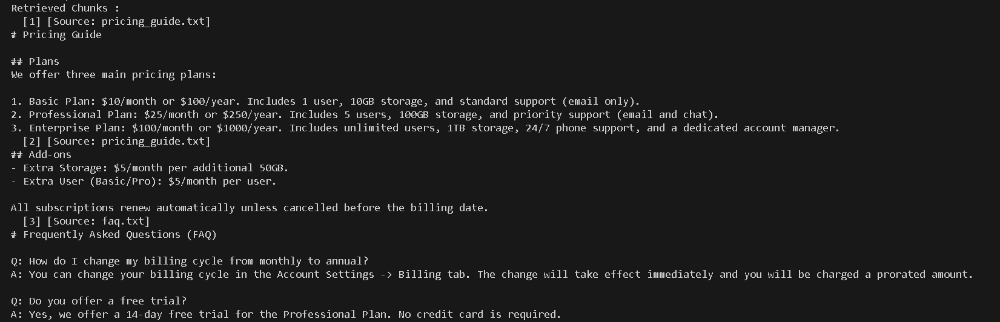 Retrieved Chunks :
[1] [Source: pricing_guide.txt]
# Pricing Guide
## Plans
We offer three main pricing plans:
1. Basic Plan: $10/month or $100/year. Includes 1 user, 10GB storage, and standard support (email only).
2. Professional Plan: $25/month or $250/year. Includes 5 users, 100GB storage, and priority support (email and chat).
3. Enterprise Plan: $100/month or $1000/year. Includes unlimited users, 1TB storage, 24/7 phone support, and a dedicated account manager.
[2] [Source: pricing_guide.txt]
## Add-ons
- Extra Storage: $5/month per additional 50GB.
- Extra User (Basic/Pro): $5/month per user.
All subscriptions renew automatically unless cancelled before the billing date.
[3] [Source: faq.txt]
# Frequently Asked Questions (FAQ)
Q: How do I change my billing cycle from monthly to annual?
A: You can change your billing cycle in the Account Settings -> Billing tab. The change will take effect immediately and you will be charged a prorated amount.
Q: Do you offer a free trial?
A: Yes, we offer a 14-day free trial for the Professional Plan. No credit card is required.